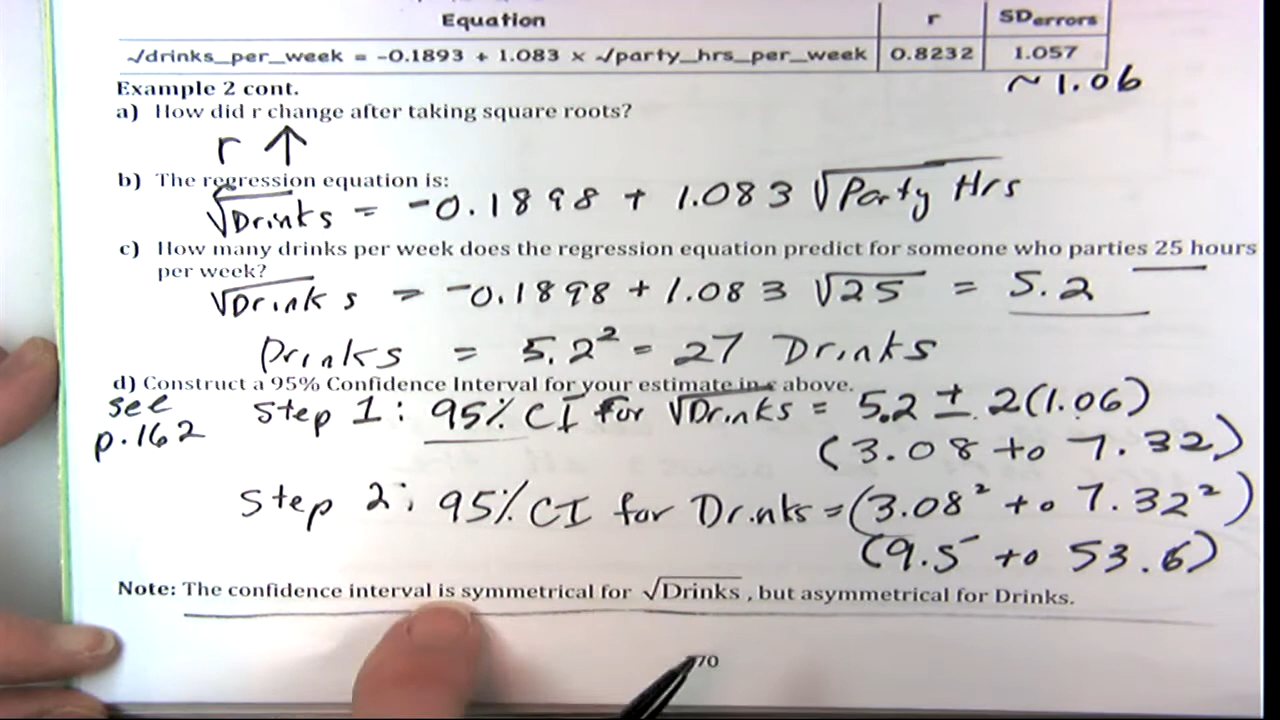 Equation r SDerrors
√drinks_per_week = -0.1893 + 1.083 × √party_hrs_per_week 0.8232 1.057
~ 1.06
Example 2 cont.
a) How did r change after taking square roots?
r ↑
b) The regression equation is:
√Drinks = -0.1898 + 1.083 √Party Hrs
c) How many drinks per week does the regression equation predict for someone who parties 25 hours
per week?
√Drinks = -0.1898 + 1.083 √25 = 5.2
Drinks = 5.2² = 27 Drinks
d) Construct a 95% Confidence Interval for your estimate in c above.
see
p.162
Step 1: 95% CI for √Drinks = 5.2 ± 2(1.06)
(3.08 to 7.32)
Step 2: 95% CI for Drinks = (3.08² to 7.32²)
(9.5 to 53.6)
Note: The confidence interval is symmetrical for √Drinks, but asymmetrical for Drinks.
70